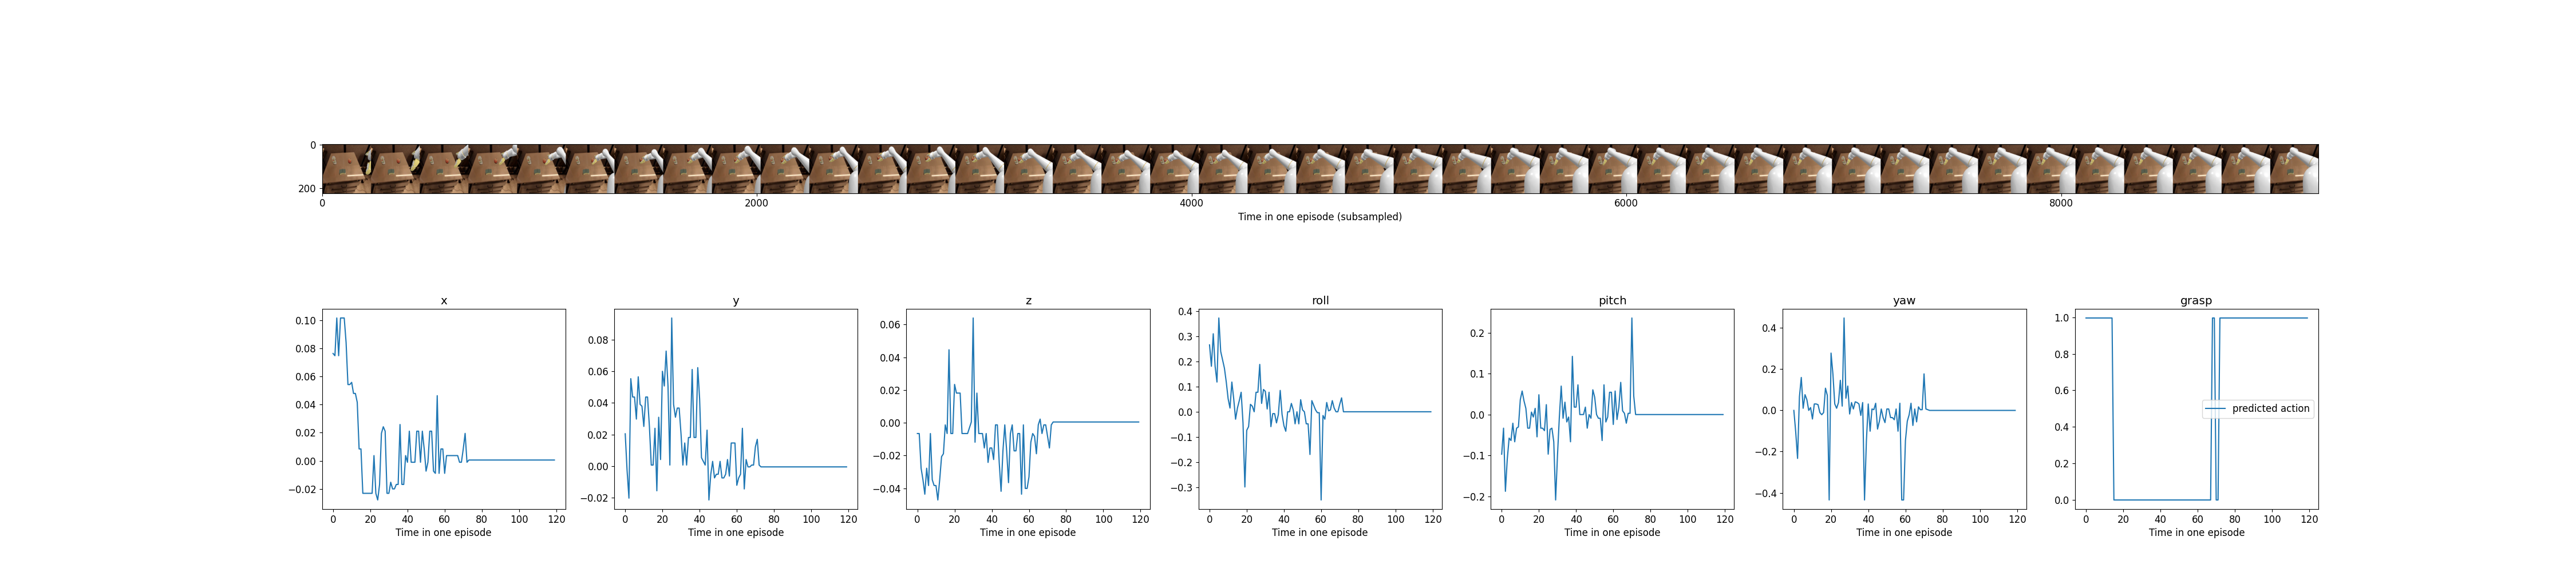 0
200
0 2000 4000 6000 8000
Time in one episode (subsampled)
x y z roll pitch yaw grasp
0.10
0.08
0.06
0.04
0.02
0.00
−0.02
0 20 40 60 80 100 120
Time in one episode
0.08
0.06
0.04
0.02
0.00
−0.02
0 20 40 60 80 100 120
Time in one episode
0.06
0.04
0.02
0.00
−0.02
−0.04
0 20 40 60 80 100 120
Time in one episode
0.4
0.3
0.2
0.1
0.0
−0.1
−0.2
−0.3
0 20 40 60 80 100 120
Time in one episode
0.2
0.1
0.0
−0.1
−0.2
0 20 40 60 80 100 120
Time in one episode
0.4
0.2
0.0
−0.2
−0.4
0 20 40 60 80 100 120
Time in one episode
1.0
0.8
0.6
0.4
0.2
0.0
predicted action
0 20 40 60 80 100 120
Time in one episode